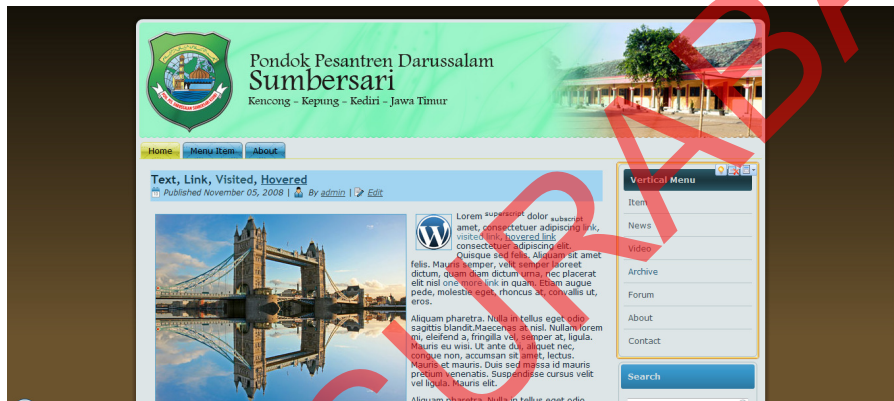 Pondok Pesantren Darussalam
Sumbersari
Kencong - Kepung - Kediri - Jawa Timur
Home Menu Item About
Text, Link, Visited, Hovered
Published November 05, 2008 | By admin | Edit
Lorem superscript dolor subscript
amet, consectetuer adipiscing link,
visited link, hovered link
consectetuer adipiscing elit.
Quisque sed felis. Aliquam sit amet
felis. Mauris semper, velit semper laoreet
dictum, quam diam dictum urna, nec placerat
elit nisl one more link in quam. Etiam augue
pede, molestie eget, rhoncus at, convallis ut,
eros.
Aliquam pharetra. Nulla in tellus eget odio
sagittis blandit.Maecenas at nisl. Nullam lorem
mi, eleifend a, fringilla vel, semper at, ligula.
Mauris eu wisi. Ut ante dui, aliquet nec,
congue non, accumsan sit amet, lectus.
Mauris et mauris. Duis sed massa id mauris
pretium venenatis. Suspendisse cursus velit
vel ligula. Mauris elit.
Aliquam pharetra. Nulla in tellus eget odio
Vertical Menu
Item
News
Video
Archive
Forum
About
Contact
Search